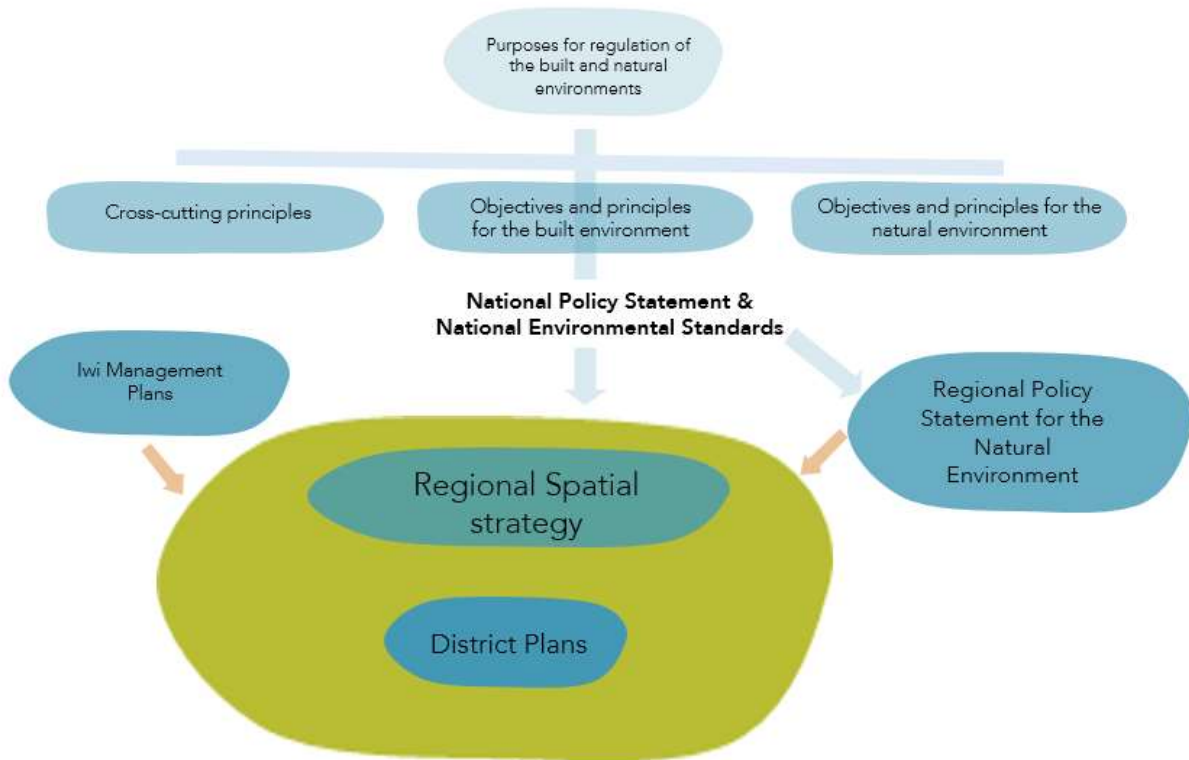 Purposes for regulation of
the built and natural
environments
Cross-cutting principles
Objectives and principles
for the built environment
Objectives and principles for the
natural environment
National Policy Statement &
National Environmental Standards
Iwi Management
Plans
Regional Policy
Statement for the
Natural
Environment
Regional Spatial
strategy
District Plans